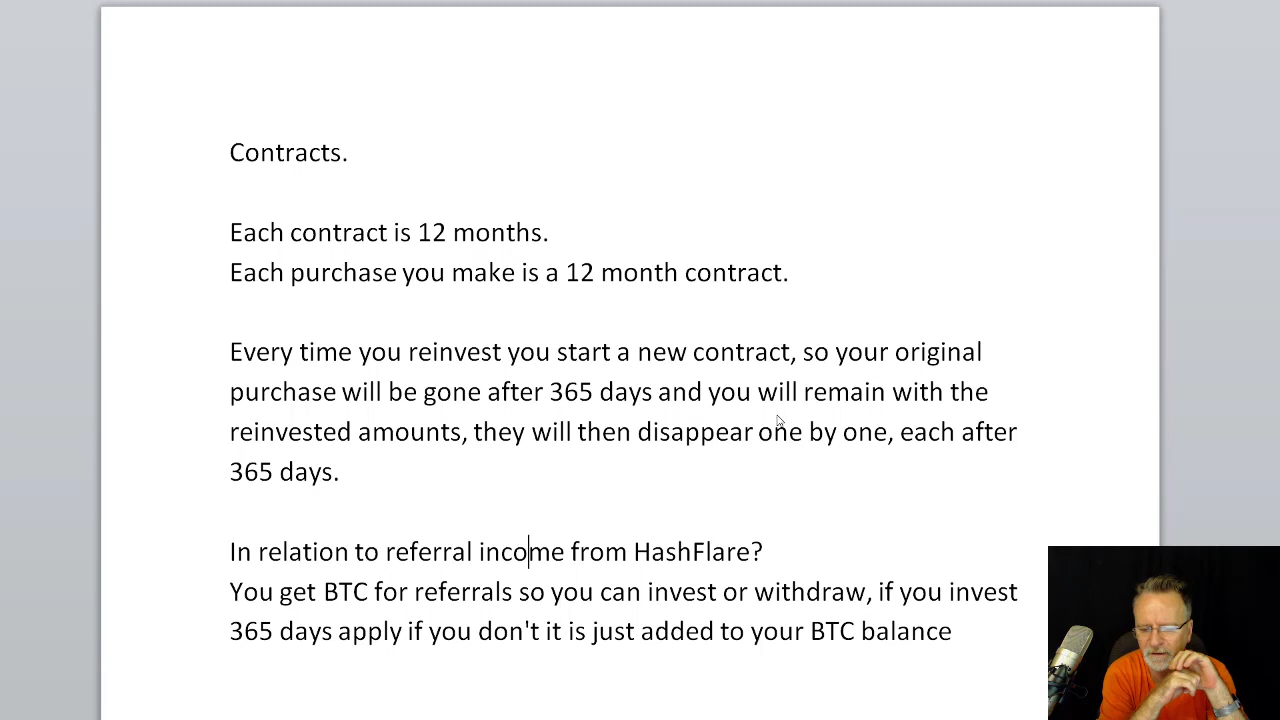 Contracts.
Each contract is 12 months.
Each purchase you make is a 12 month contract.
Every time you reinvest you start a new contract, so your original
purchase will be gone after 365 days and you will remain with the
reinvested amounts, they will then disappear one by one, each after
365 days.
In relation to referral income from HashFlare?
You get BTC for referrals so you can invest or withdraw, if you invest
365 days apply if you don't it is just added to your BTC balance